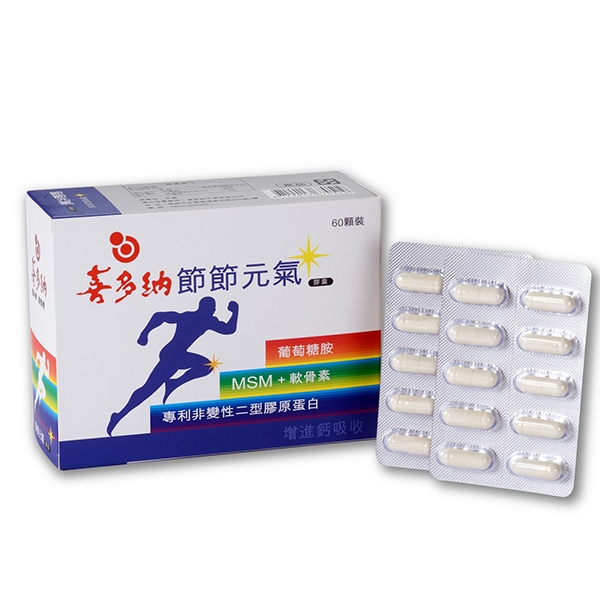 60顆裝
喜多納 節節元氣 膠囊
葡萄糖胺
MSM + 軟骨素
專利非變性二型膠原蛋白
增進鈣吸收